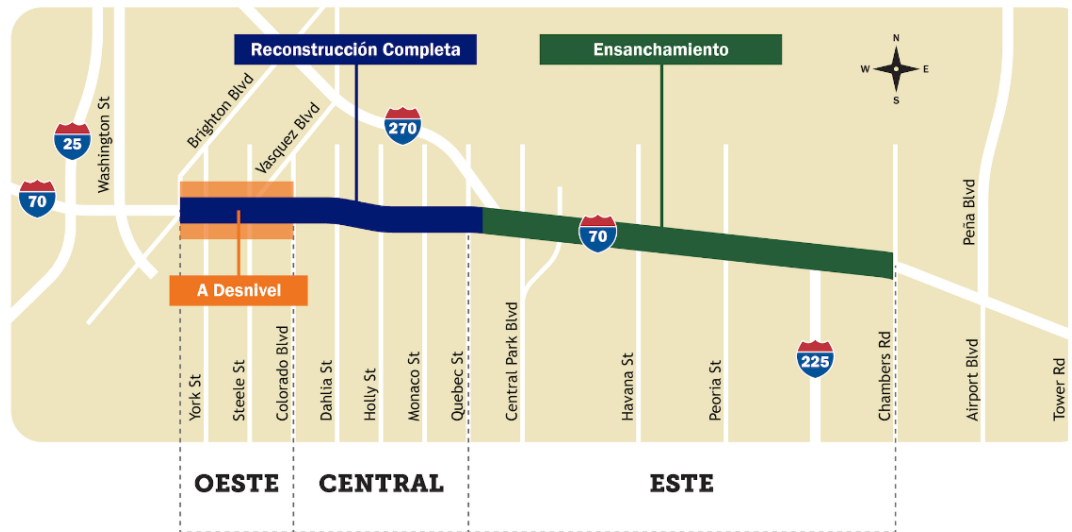 Reconstrucción Completa
Ensanchamiento
N
W
E
S
25
Washington St
Brighton Blvd
Vasquez Blvd
270
70
70
Peña Blvd
A Desnivel
York St
Steele St
Colorado Blvd
Dahlia St
Holly St
Monaco St
Quebec St
Central Park Blvd
Havana St
Peoria St
225
Chambers Rd
Airport Blvd
Tower Rd
OESTE
CENTRAL
ESTE